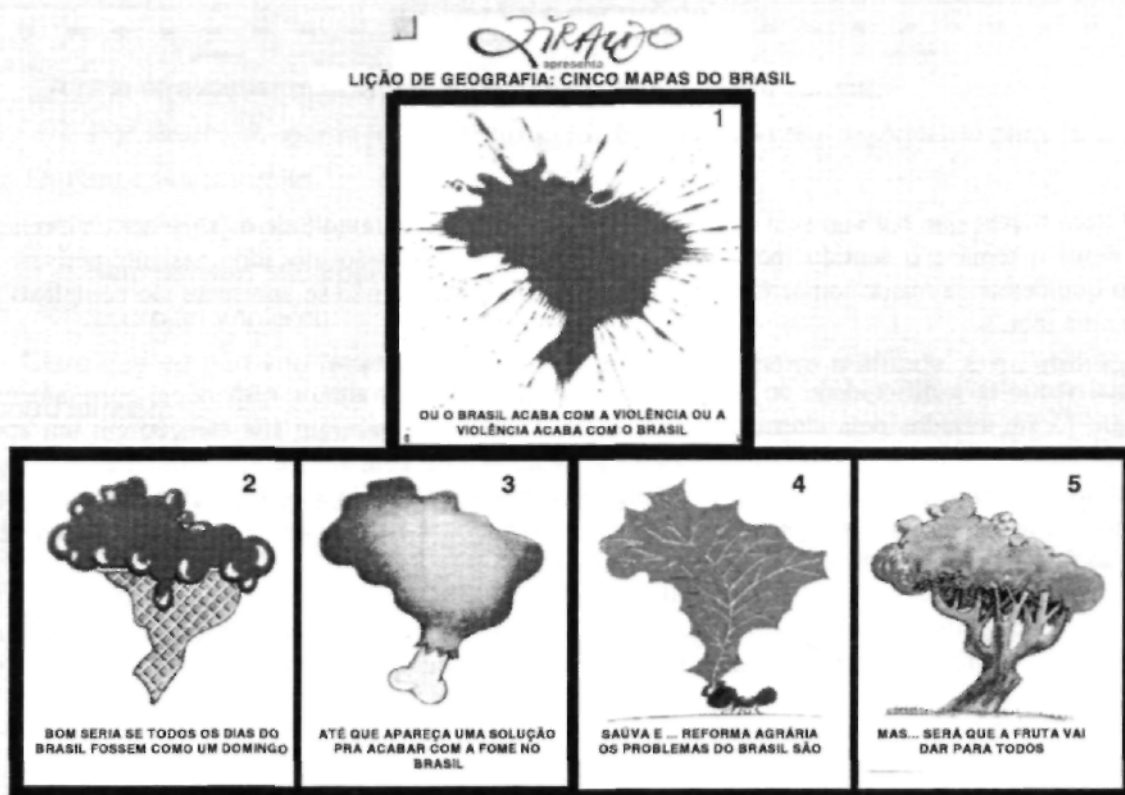 ZIRALDO
apresenta
LIÇÃO DE GEOGRAFIA: CINCO MAPAS DO BRASIL
1
OU O BRASIL ACABA COM A VIOLÊNCIA OU A
VIOLÊNCIA ACABA COM O BRASIL
2
BOM SERIA SE TODOS OS DIAS DO
BRASIL FOSSEM COMO UM DOMINGO
3
ATÉ QUE APAREÇA UMA SOLUÇÃO
PRA ACABAR COM A FOME NO
BRASIL
4
SAÚVA E ... REFORMA AGRÁRIA
OS PROBLEMAS DO BRASIL SÃO
5
MAS... SERÁ QUE A FRUTA VAI
DAR PARA TODOS